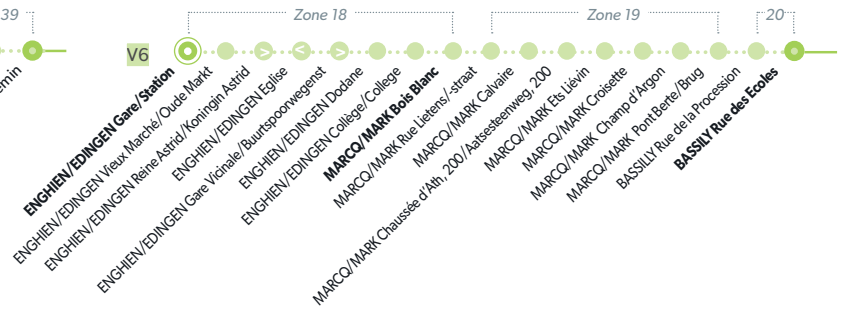 39
Zone 18
Zone 19
20
V6
> < >
emin
ENGHIEN/EDINGEN Gare/Station
ENGHIEN/EDINGEN Vieux Marché/Oude Markt
ENGHIEN/EDINGEN Reine Astrid/Koningin Astrid
ENGHIEN/EDINGEN Eglise
ENGHIEN/EDINGEN Gare Vicinale/Buurtspoorwegenst
ENGHIEN/EDINGEN Dodane
ENGHIEN/EDINGEN Collège/College
MARCQ/MARK Bois Blanc
MARCQ/MARK Rue Lietens/-straat
MARCQ/MARK Calvaire
MARCQ/MARK Chaussée d'Ath, 200/Aatsesteenweg, 200
MARCQ/MARK Ets Liévin
MARCQ/MARK Croisette
MARCQ/MARK Champ d'Argon
MARCQ/MARK Pont Berte/Brug
BASSILLY Rue de la Procession
BASSILY Rue des Ecoles